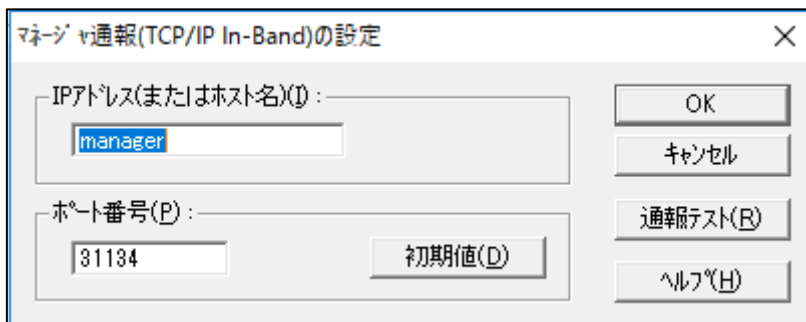 ﾏﾈｰｼﾞｬ通報(TCP/IP In-Band)の設定
IPｱﾄﾞﾚｽ(またはﾎｽﾄ名)(I) :
manager
OK
ｷｬﾝｾﾙ
ﾎﾟｰﾄ番号(P) :
31134
初期値(D)
通報ﾃｽﾄ(R)
ﾍﾙﾌﾟ(H)